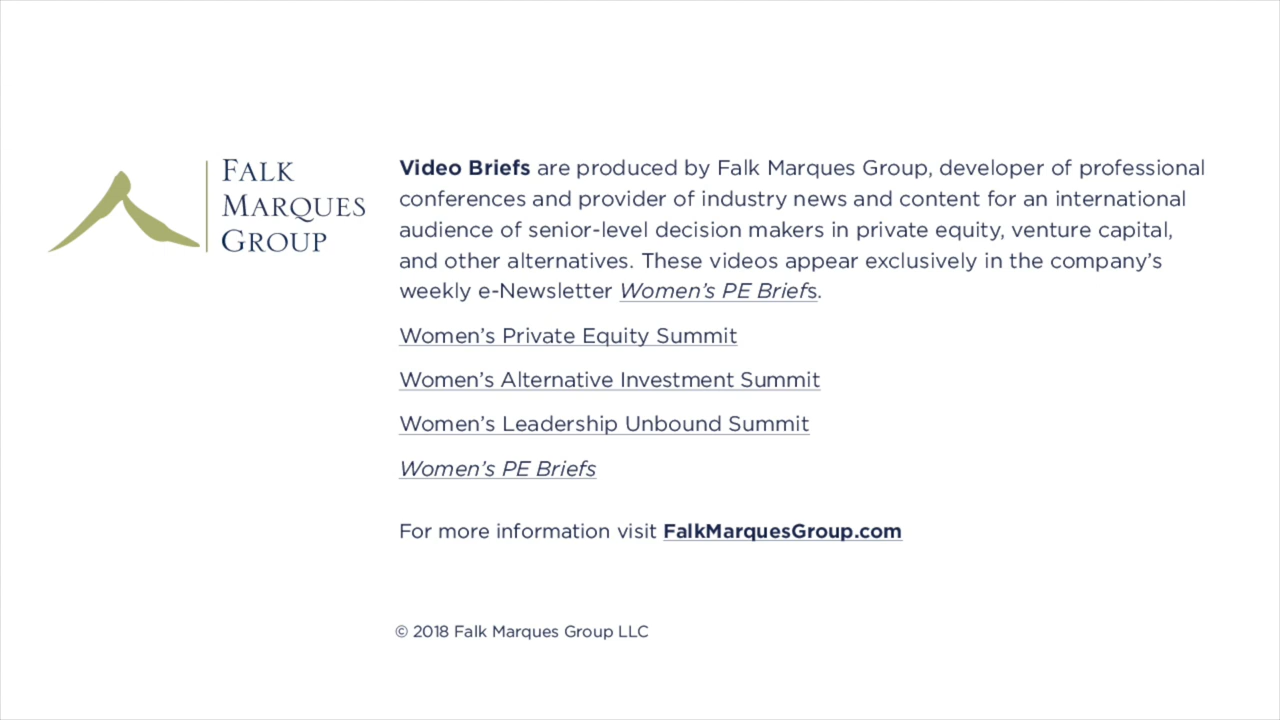 FALK
MARQUES
GROUP
Video Briefs are produced by Falk Marques Group, developer of professional
conferences and provider of industry news and content for an international
audience of senior-level decision makers in private equity, venture capital,
and other alternatives. These videos appear exclusively in the company’s
weekly e-Newsletter Women’s PE Briefs.
Women’s Private Equity Summit
Women’s Alternative Investment Summit
Women’s Leadership Unbound Summit
Women’s PE Briefs
For more information visit FalkMarquesGroup.com
© 2018 Falk Marques Group LLC